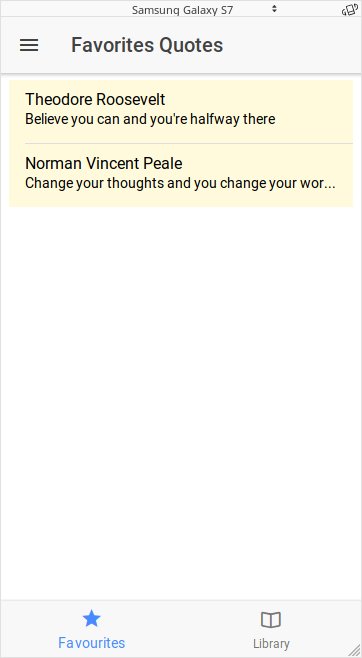 Samsung Galaxy S7
Favorites Quotes
Theodore Roosevelt
Believe you can and you're halfway there
Norman Vincent Peale
Change your thoughts and you change your wor...
Favourites
Library